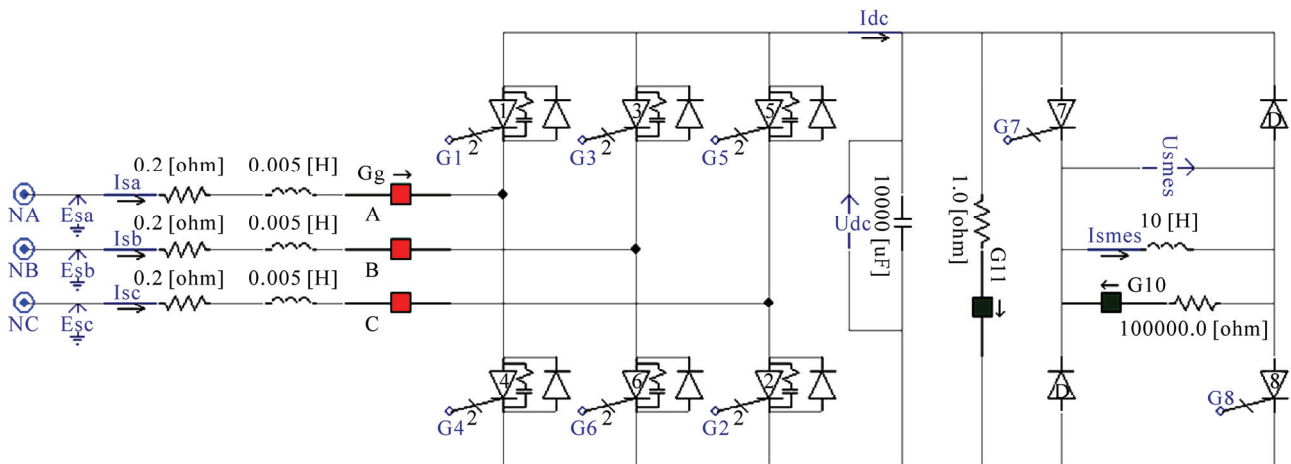 Idc
1
3
5
7
D
G1
2
G3
2
G5
2
G7
Usmes
0.2 [ohm]
0.005 [H]
Gg
Isa
NA
Esa
A
0.2 [ohm]
0.005 [H]
Isb
NB
Esb
B
0.2 [ohm]
0.005 [H]
Isc
NC
Esc
C
Udc
10000 [uF]
1.0 [ohm]
G11
10 [H]
Ismes
G10
100000.0 [ohm]
4
6
2
D
8
G4
2
G6
2
G2
2
G8